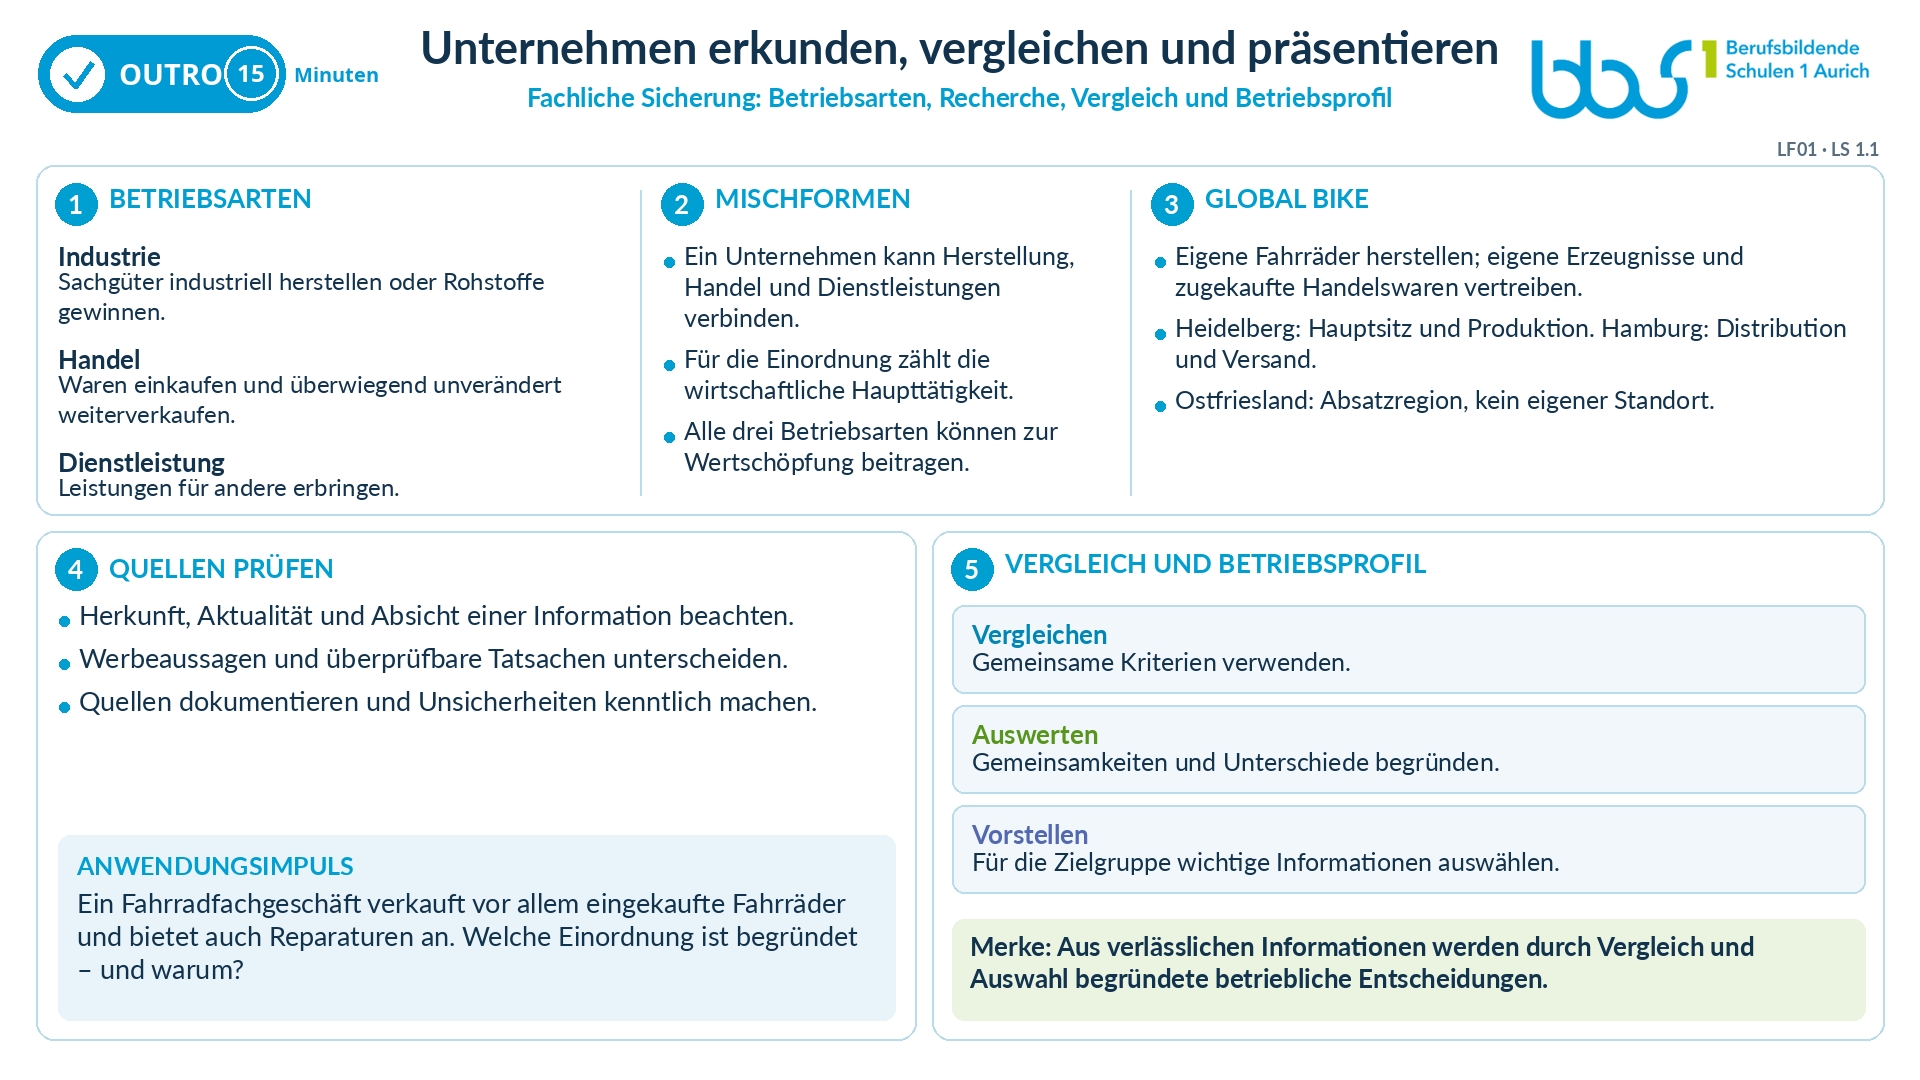 OUTRO 15 Minuten
Unternehmen erkunden, vergleichen und präsentieren
Fachliche Sicherung: Betriebsarten, Recherche, Vergleich und Betriebsprofil
bbs 1 Berufsbildende
Schulen 1 Aurich
LF01 · LS 1.1
1 BETRIEBSARTEN
Industrie
Sachgüter industriell herstellen oder Rohstoffe
gewinnen.
Handel
Waren einkaufen und überwiegend unverändert
weiterverkaufen.
Dienstleistung
Leistungen für andere erbringen.
2 MISCHFORMEN
Ein Unternehmen kann Herstellung,
Handel und Dienstleistungen
verbinden.
Für die Einordnung zählt die
wirtschaftliche Haupttätigkeit.
Alle drei Betriebsarten können zur
Wertschöpfung beitragen.
3 GLOBAL BIKE
Eigene Fahrräder herstellen; eigene Erzeugnisse und
zugekaufte Handelswaren vertreiben.
Heidelberg: Hauptsitz und Produktion. Hamburg: Distribution
und Versand.
Ostfriesland: Absatzregion, kein eigener Standort.
4 QUELLEN PRÜFEN
Herkunft, Aktualität und Absicht einer Information beachten.
Werbeaussagen und überprüfbare Tatsachen unterscheiden.
Quellen dokumentieren und Unsicherheiten kenntlich machen.
ANWENDUNGSIMPULS
Ein Fahrradfachgeschäft verkauft vor allem eingekaufte Fahrräder
und bietet auch Reparaturen an. Welche Einordnung ist begründet
– und warum?
5 VERGLEICH UND BETRIEBSPROFIL
Vergleichen
Gemeinsame Kriterien verwenden.
Auswerten
Gemeinsamkeiten und Unterschiede begründen.
Vorstellen
Für die Zielgruppe wichtige Informationen auswählen.
Merke: Aus verlässlichen Informationen werden durch Vergleich und
Auswahl begründete betriebliche Entscheidungen.